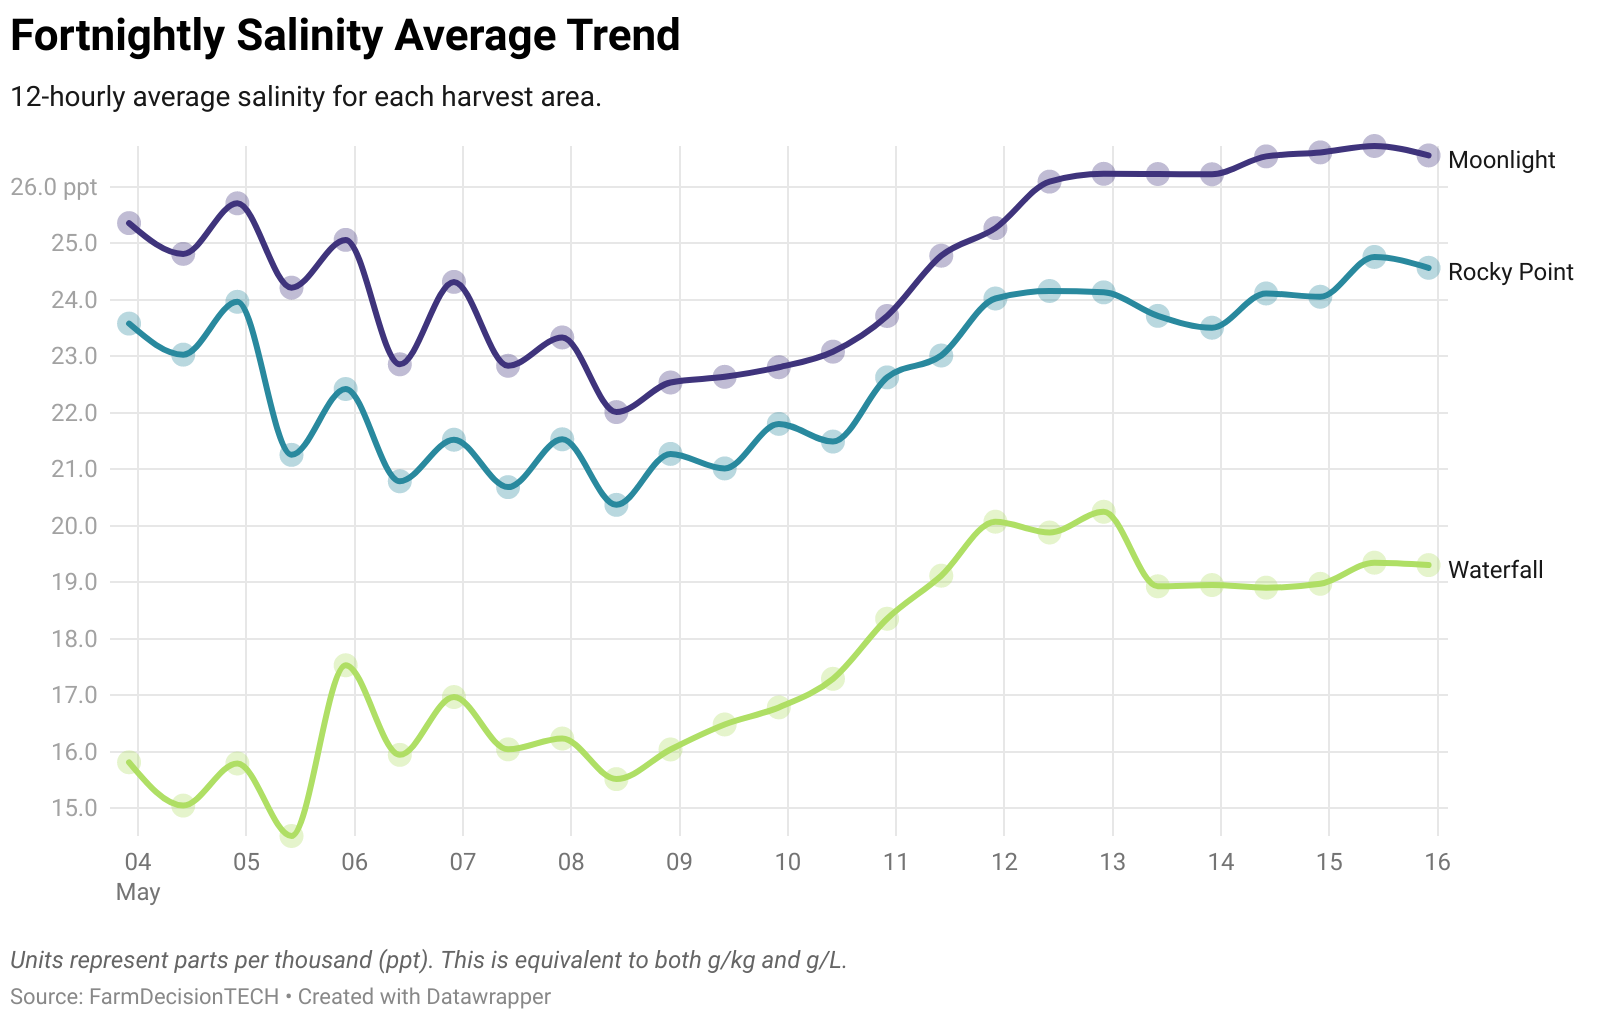 Fortnightly Salinity Average Trend
12-hourly average salinity for each harvest area.
26.0 ppt
25.0
24.0
23.0
22.0
21.0
20.0
19.0
18.0
17.0
16.0
15.0
Moonlight
Rocky Point
Waterfall
04 05 06 07 08 09 10 11 12 13 14 15 16
May
Units represent parts per thousand (ppt). This is equivalent to both g/kg and g/L.
Source: FarmDecisionTECH • Created with Datawrapper